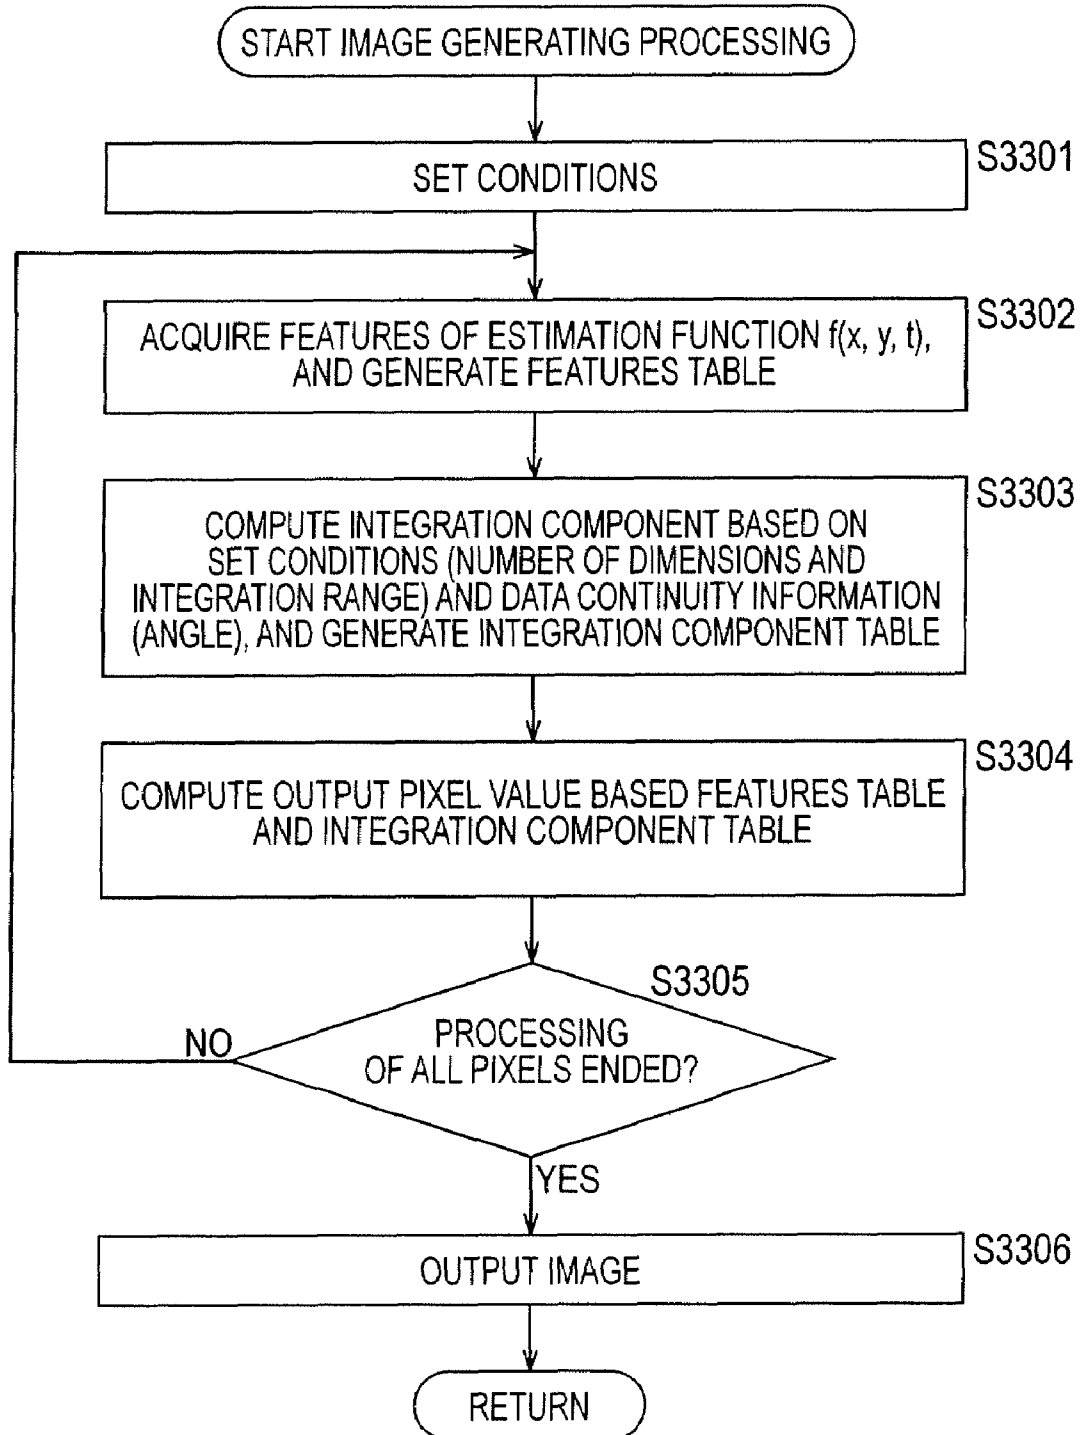 START IMAGE GENERATING PROCESSING
S3301
SET CONDITIONS
S3302
ACQUIRE FEATURES OF ESTIMATION FUNCTION f(x, y, t),
AND GENERATE FEATURES TABLE
S3303
COMPUTE INTEGRATION COMPONENT BASED ON
SET CONDITIONS (NUMBER OF DIMENSIONS AND
INTEGRATION RANGE) AND DATA CONTINUITY INFORMATION
(ANGLE), AND GENERATE INTEGRATION COMPONENT TABLE
S3304
COMPUTE OUTPUT PIXEL VALUE BASED FEATURES TABLE
AND INTEGRATION COMPONENT TABLE
S3305
PROCESSING
OF ALL PIXELS ENDED?
NO
YES
S3306
OUTPUT IMAGE
RETURN